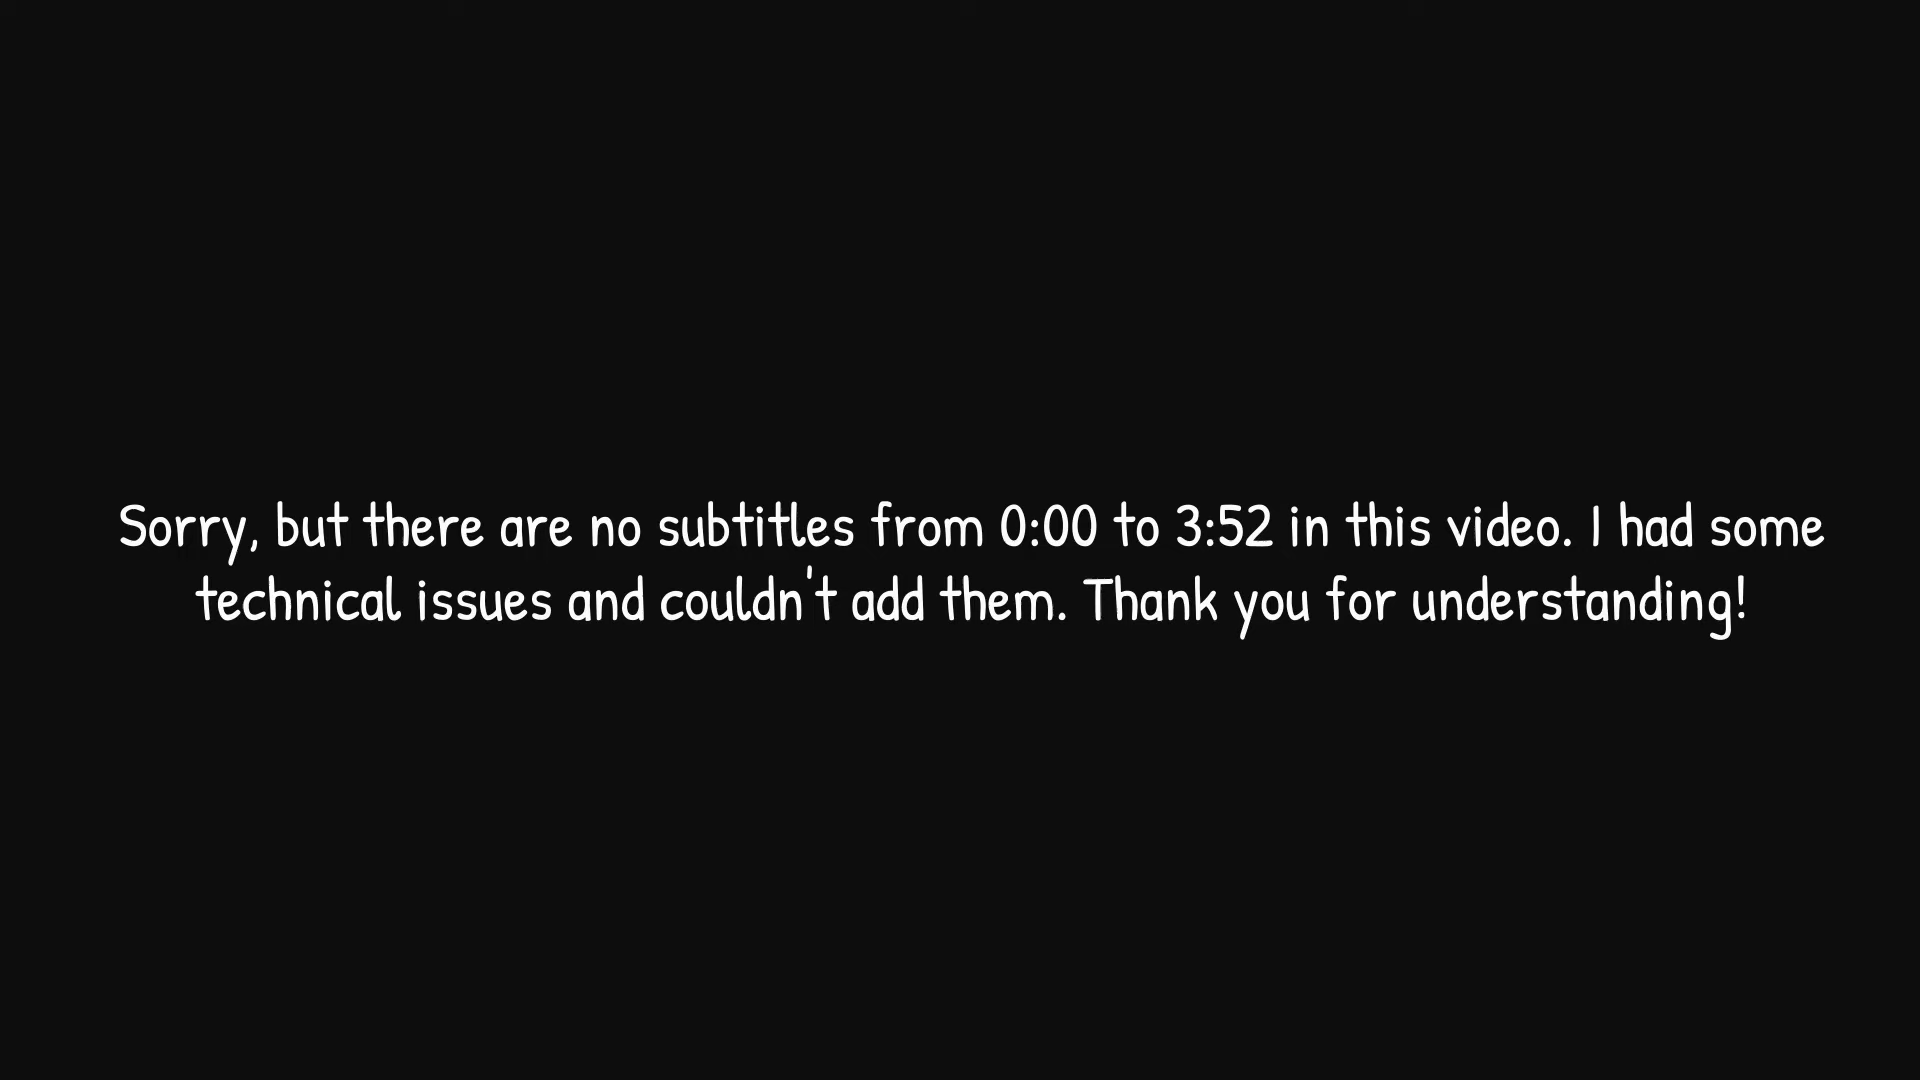 Sorry, but there are no subtitles from 0:00 to 3:52 in this video. I had some
technical issues and couldn't add them. Thank you for understanding!